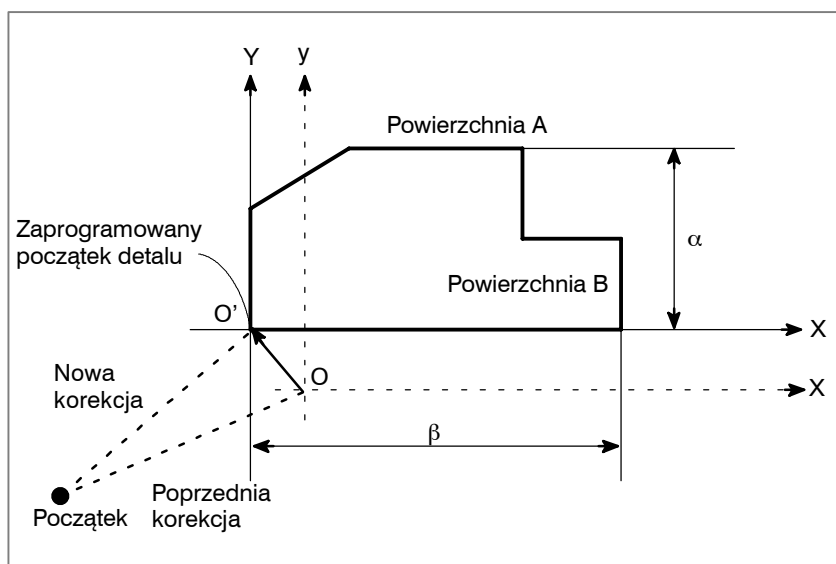 Y
y
Powierzchnia A
Zaprogramowany
początek detalu
α
Powierzchnia B
O’
X
O
Nowa
korekcja
X
β
Poprzednia
korekcja
Początek